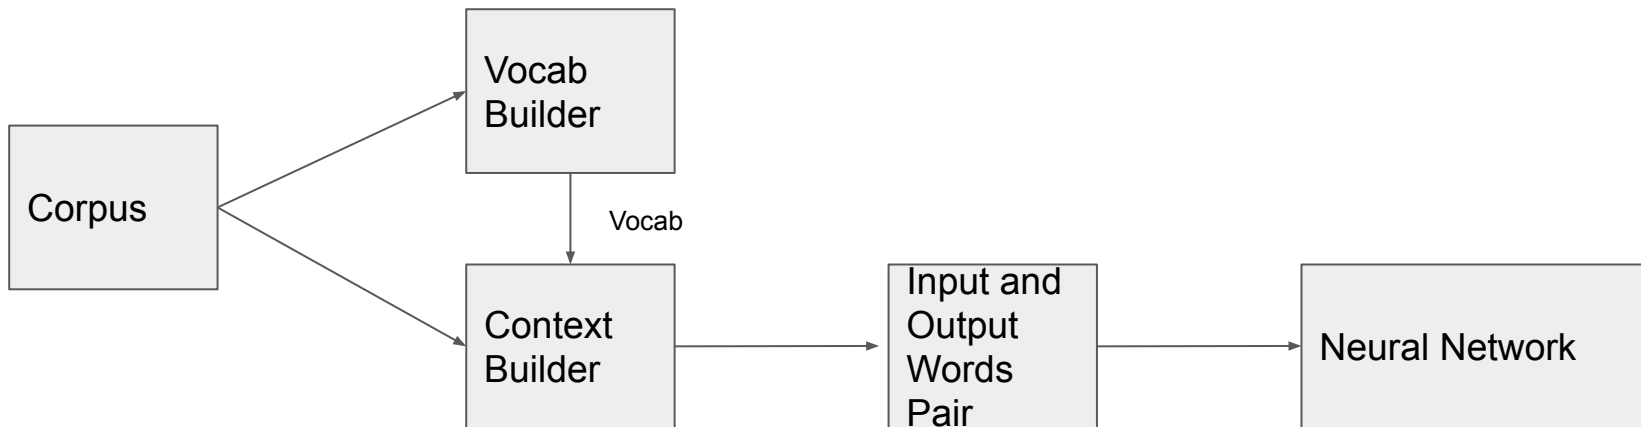 Corpus
Vocab
Builder
Vocab
Context
Builder
Input and
Output
Words
Pair
Neural Network